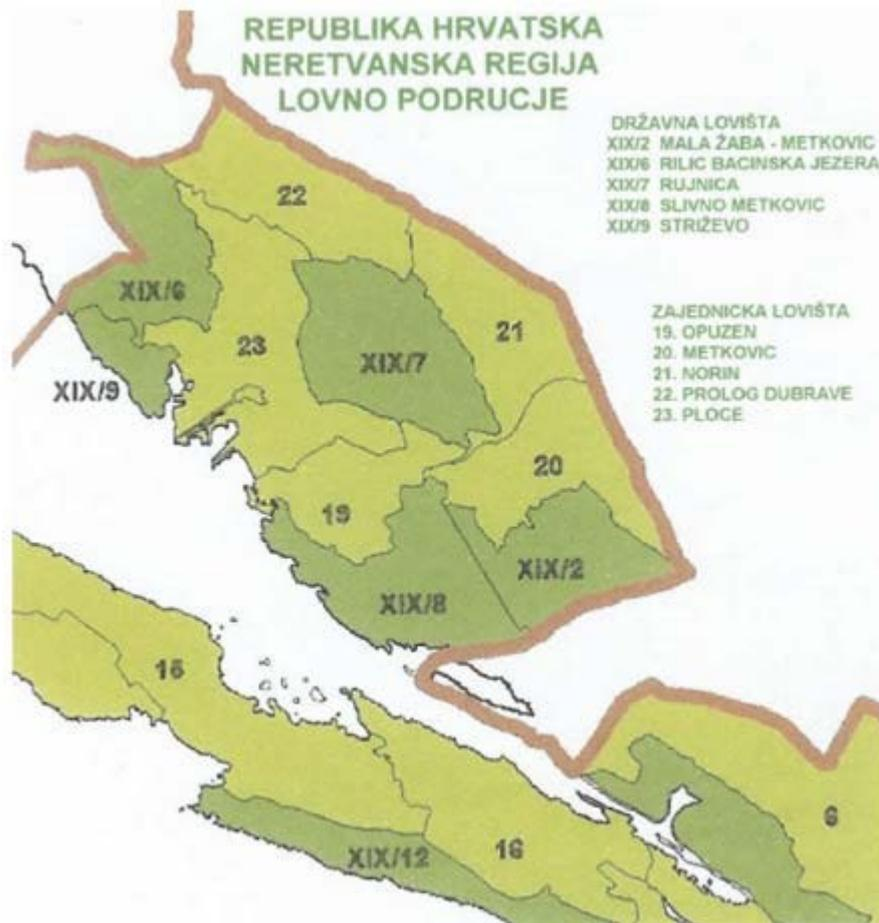 REPUBLIKA HRVATSKA
NERETVANSKA REGIJA
LOVNO PODRUCJE
DRŽAVNA LOVIŠTA
XIX/2 MALA ŽABA - METKOVIC
XIX/6 RILIC BACINSKA JEZERA
XIX/7 RUJNICA
XIX/8 SLIVNO METKOVIC
XIX/9 STRIŽEVO
ZAJEDNICKA LOVIŠTA
19. OPUZEN
20. METKOVIC
21. NORIN
22. PROLOG DUBRAVE
23. PLOCE
22
XIX/6
21
23
XIX/7
XIX/9
20
19
XIX/2
XIX/8
15
6
16
XIX/12